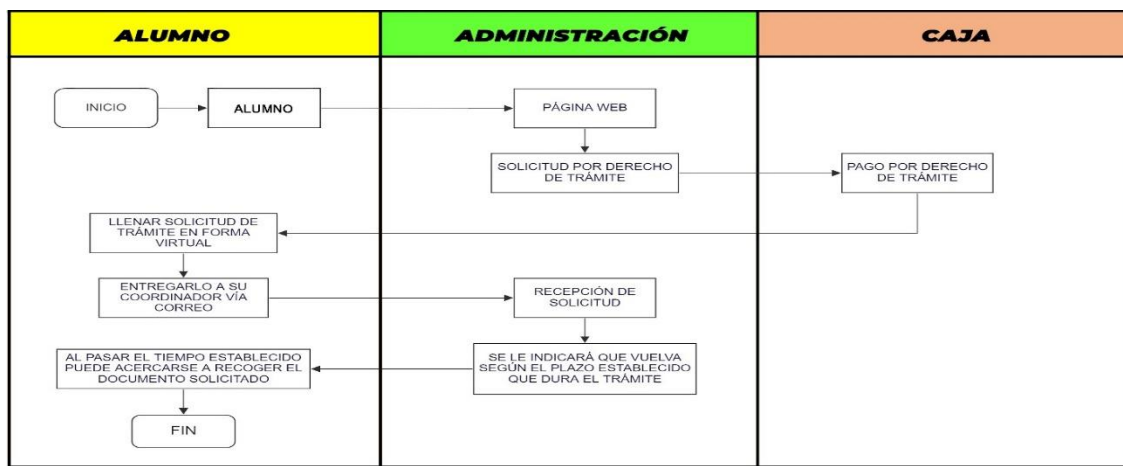 ALUMNO
ADMINISTRACIÓN
CAJA
INICIO
ALUMNO
PÁGINA WEB
SOLICITUD POR DERECHO
DE TRÁMITE
PAGO POR DERECHO
DE TRÁMITE
LLENAR SOLICITUD DE
TRÁMITE EN FORMA
VIRTUAL
ENTREGARLO A SU
COORDINADOR VÍA
CORREO
RECEPCIÓN DE
SOLICITUD
SE LE INDICARÁ QUE VUELVA
SEGÚN EL PLAZO ESTABLECIDO
QUE DURA EL TRÁMITE
AL PASAR EL TIEMPO ESTABLECIDO
PUEDE ACERCARSE A RECOGER EL
DOCUMENTO SOLICITADO
FIN